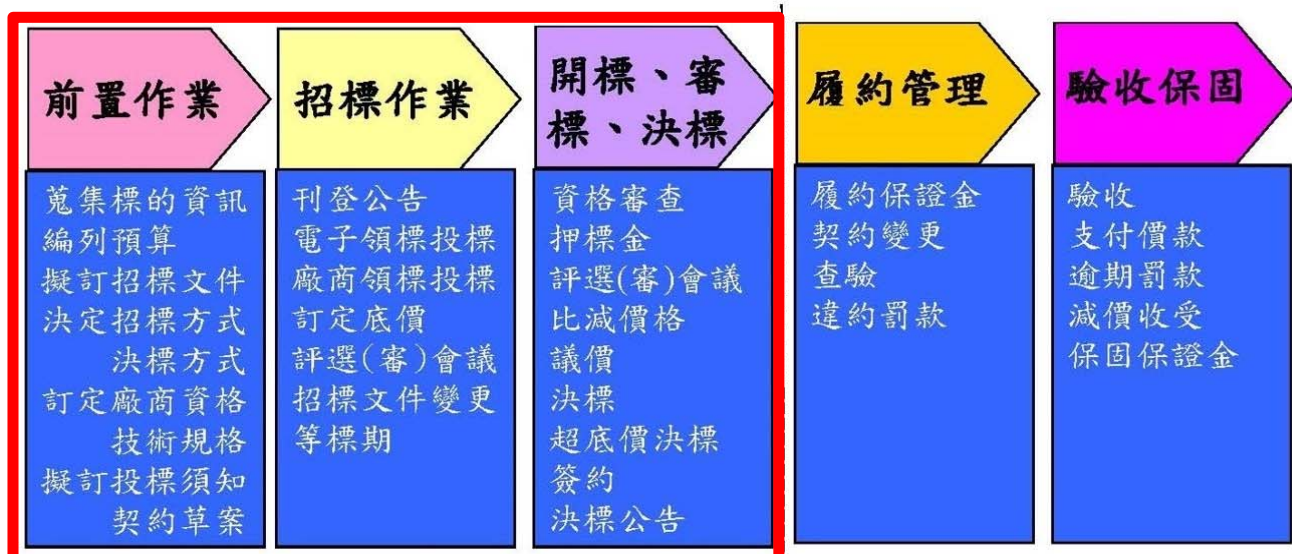 前置作業
蒐集標的資訊
編列預算
擬訂招標文件
決定招標方式
決標方式
訂定廠商資格
技術規格
擬訂投標須知
契約草案
招標作業
刊登公告
電子領標投標
廠商領標投標
訂定底價
評選(審)會議
招標文件變更
等標期
開標、審
標、決標
資格審查
押標金
評選(審)會議
比減價格
議價
決標
超底價決標
簽約
決標公告
履約管理
履約保證金
契約變更
查驗
違約罰款
驗收保固
驗收
支付價款
逾期罰款
減價收受
保固保證金